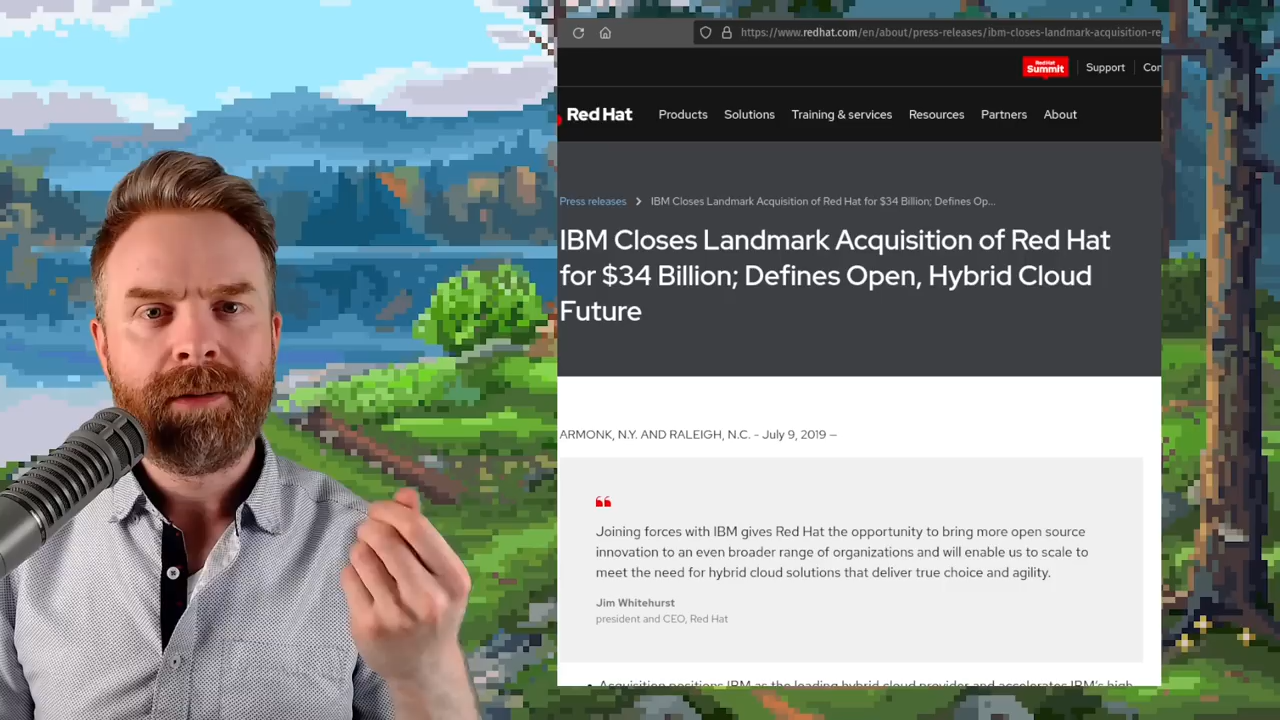 https://www.redhat.com/en/about/press-releases/ibm-closes-landmark-acquisition-re
Red Hat
Summit
Support
Con
Red Hat
Products
Solutions
Training & services
Resources
Partners
About
Press releases > IBM Closes Landmark Acquisition of Red Hat for $34 Billion; Defines Op...
IBM Closes Landmark Acquisition of Red Hat
for $34 Billion; Defines Open, Hybrid Cloud
Future
ARMONK, N.Y. AND RALEIGH, N.C. - July 9, 2019 —
Joining forces with IBM gives Red Hat the opportunity to bring more open source
innovation to an even broader range of organizations and will enable us to scale to
meet the need for hybrid cloud solutions that deliver true choice and agility.
Jim Whitehurst
president and CEO, Red Hat
Acquisition positions IBM as the leading hybrid cloud provider and accelerates IBM's high